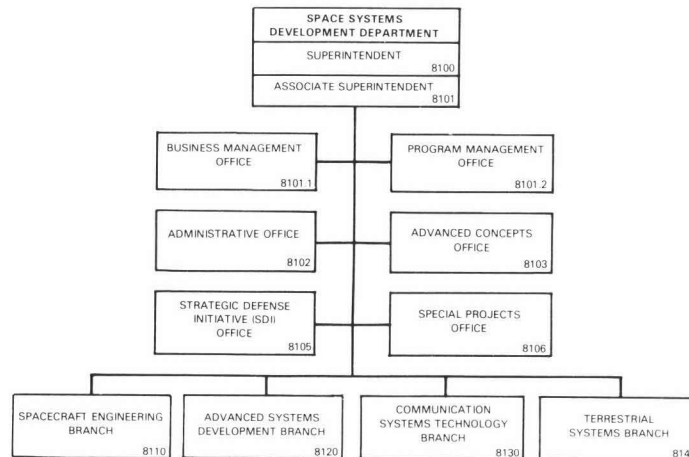 SPACE SYSTEMS
DEVELOPMENT DEPARTMENT
SUPERINTENDENT
8100
ASSOCIATE SUPERINTENDENT
8101
BUSINESS MANAGEMENT
OFFICE
8101.1
PROGRAM MANAGEMENT
OFFICE
8101.2
ADMINISTRATIVE OFFICE
8102
ADVANCED CONCEPTS
OFFICE
8103
STRATEGIC DEFENSE
INITIATIVE (SDI)
OFFICE
8105
SPECIAL PROJECTS
OFFICE
8106
SPACECRAFT ENGINEERING
BRANCH
8110
ADVANCED SYSTEMS
DEVELOPMENT BRANCH
8120
COMMUNICATION
SYSTEMS TECHNOLOGY
BRANCH
8130
TERRESTRIAL
SYSTEMS BRANCH